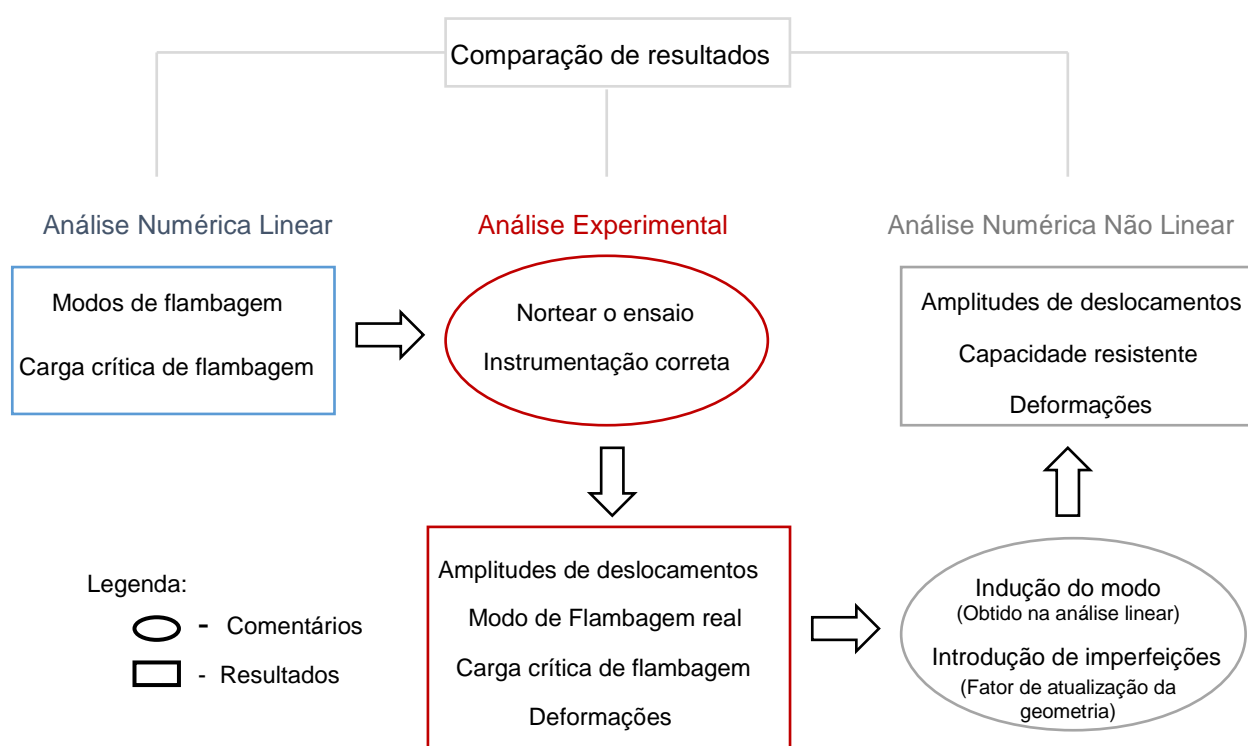 Comparação de resultados
Análise Numérica Linear
Modos de flambagem
Carga crítica de flambagem
Análise Experimental
Nortear o ensaio
Instrumentação correta
Amplitudes de deslocamentos
Modo de Flambagem real
Carga crítica de flambagem
Deformações
Análise Numérica Não Linear
Amplitudes de deslocamentos
Capacidade resistente
Deformações
Indução do modo
(Obtido na análise linear)
Introdução de imperfeições
(Fator de atualização da
geometria)
Legenda:
- Comentários
- Resultados